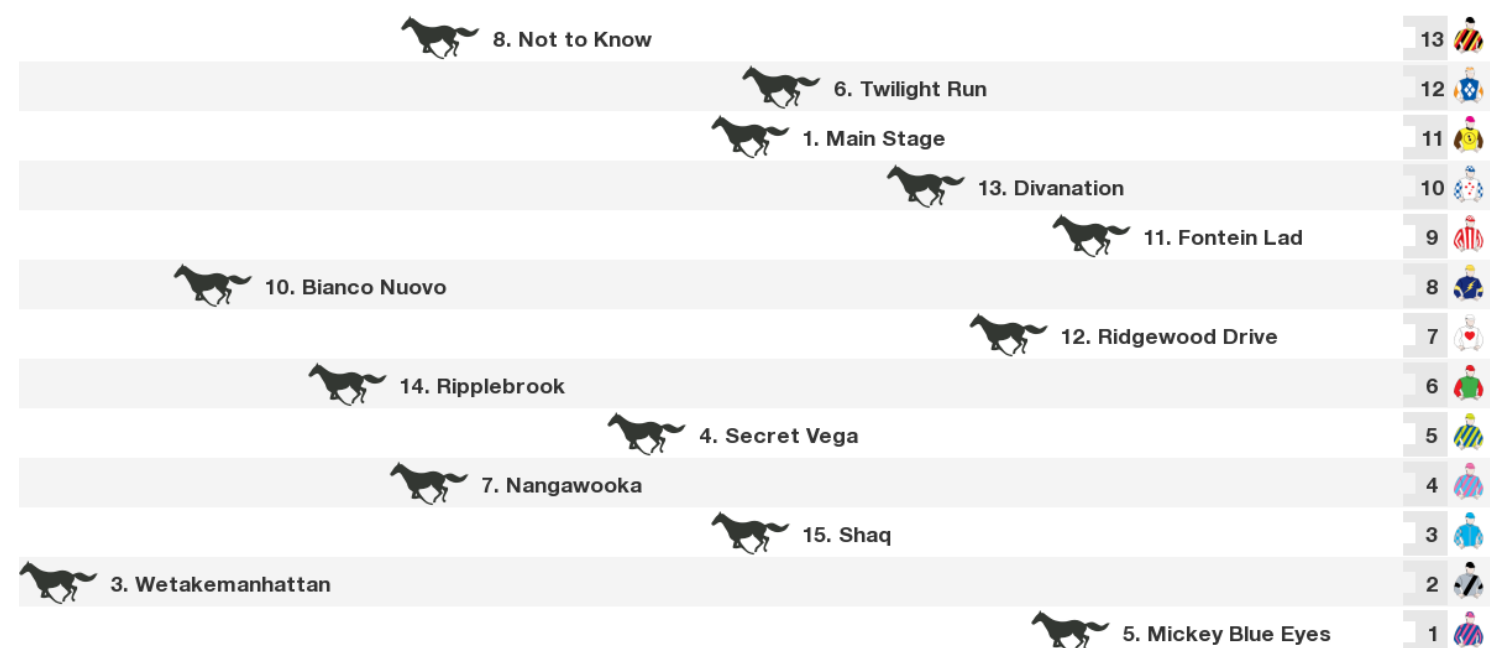 8. Not to Know 13
6. Twilight Run 12
1. Main Stage 11
13. Divanation 10
11. Fontein Lad 9
10. Bianco Nuovo 8
12. Ridgewood Drive 7
14. Ripplebrook 6
4. Secret Vega 5
7. Nangawooka 4
15. Shaq 3
3. Wetakemanhattan 2
5. Mickey Blue Eyes 1